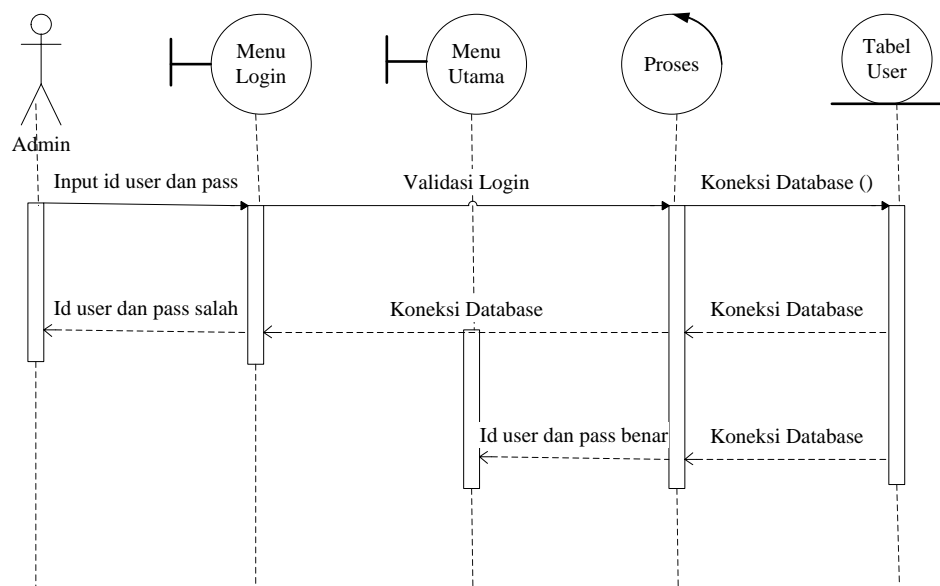 Menu
Login
Menu
Utama
Proses
Tabel
User
Admin
Input id user dan pass
Validasi Login
Koneksi Database ()
Id user dan pass salah
Koneksi Database
Koneksi Database
Id user dan pass benar
Koneksi Database